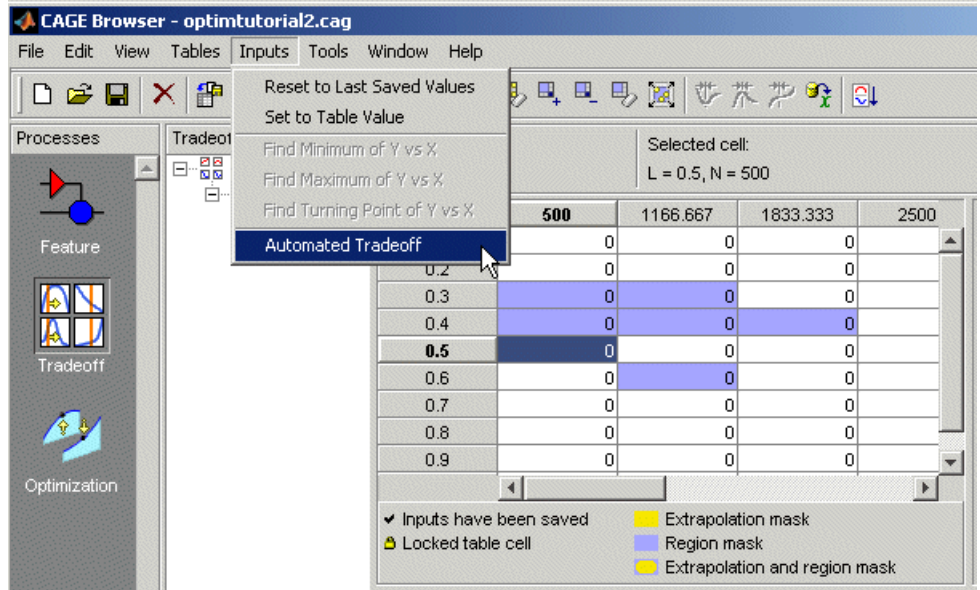 CAGE Browser - optimtutorial2.cag
File Edit View Tables Inputs Tools Window Help
Reset to Last Saved Values
Set to Table Value
Find Minimum of Y vs X
Find Maximum of Y vs X
Find Turning Point of Y vs X
Automated Tradeoff
Processes
Feature
Tradeoff
Optimization
Selected cell:
L = 0.5, N = 500
500 1166.667 1833.333 2500
0 0 0
0.2 0 0 0
0.3 0 0 0
0.4 0 0 0
0.5 0 0 0
0.6 0 0 0
0.7 0 0 0
0.8 0 0 0
0.9 0 0 0
Inputs have been saved
Locked table cell
Extrapolation mask
Region mask
Extrapolation and region mask